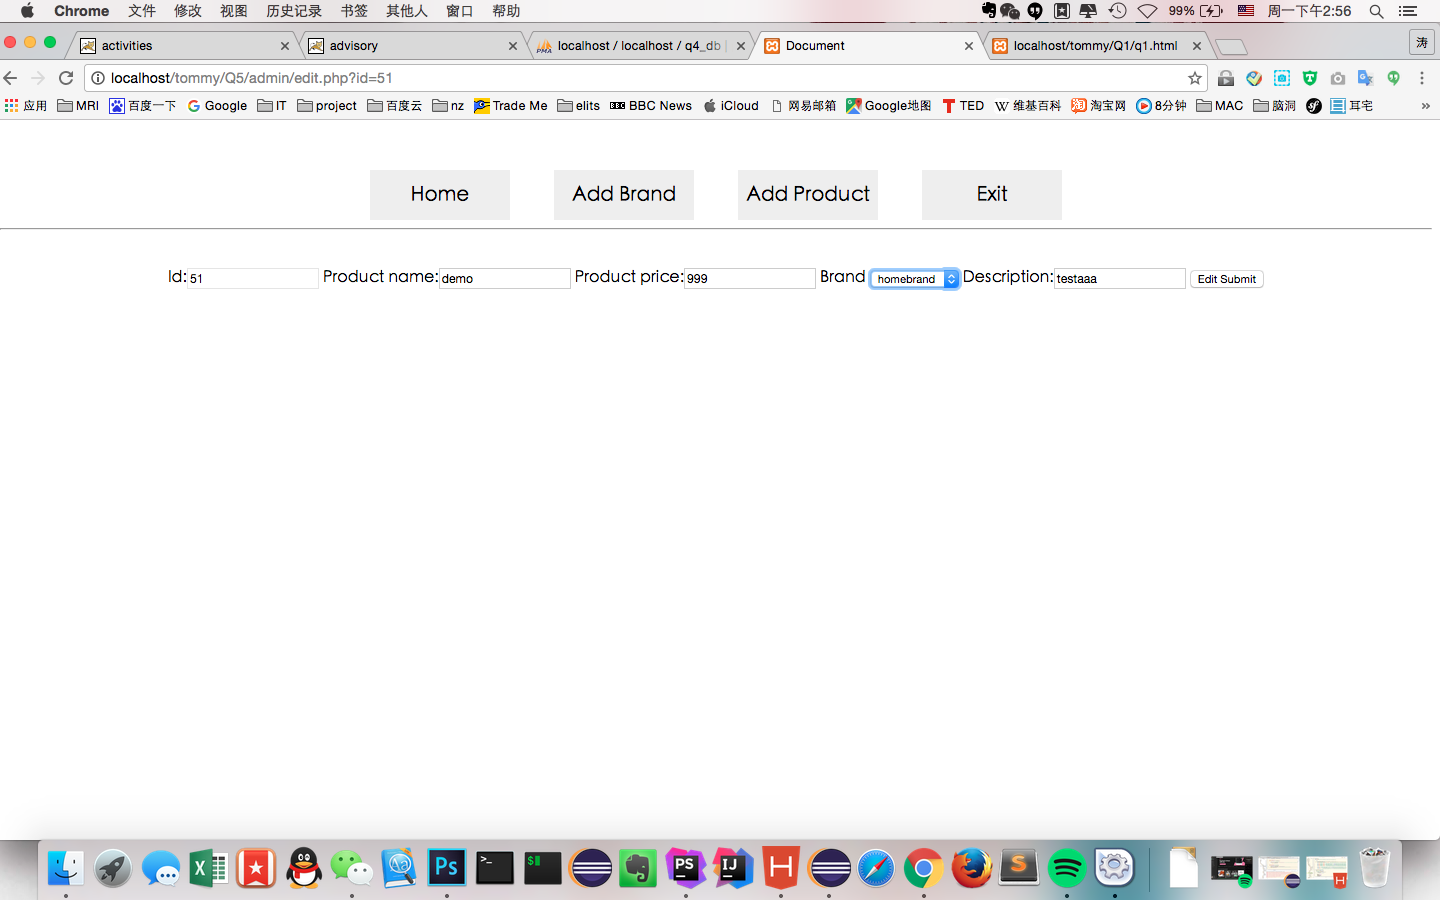 Chrome 文件 修改 视图 历史记录 书签 其他人 窗口 帮助 99% 周一下午2:56
activities advisory localhost / localhost / q4_db Document localhost/tommy/Q1/q1.html 涛
localhost/tommy/Q5/admin/edit.php?id=51
应用 MRI 百度一下 Google IT project 百度云 nz Trade Me elits BBC News iCloud 网易邮箱 Google地图 TED 维基百科 淘宝网 8分钟 MAC 脑洞 耳宅 »
Home Add Brand Add Product Exit
Id: 51 Product name: demo Product price: 999 Brand homebrand Description: testaaa Edit Submit